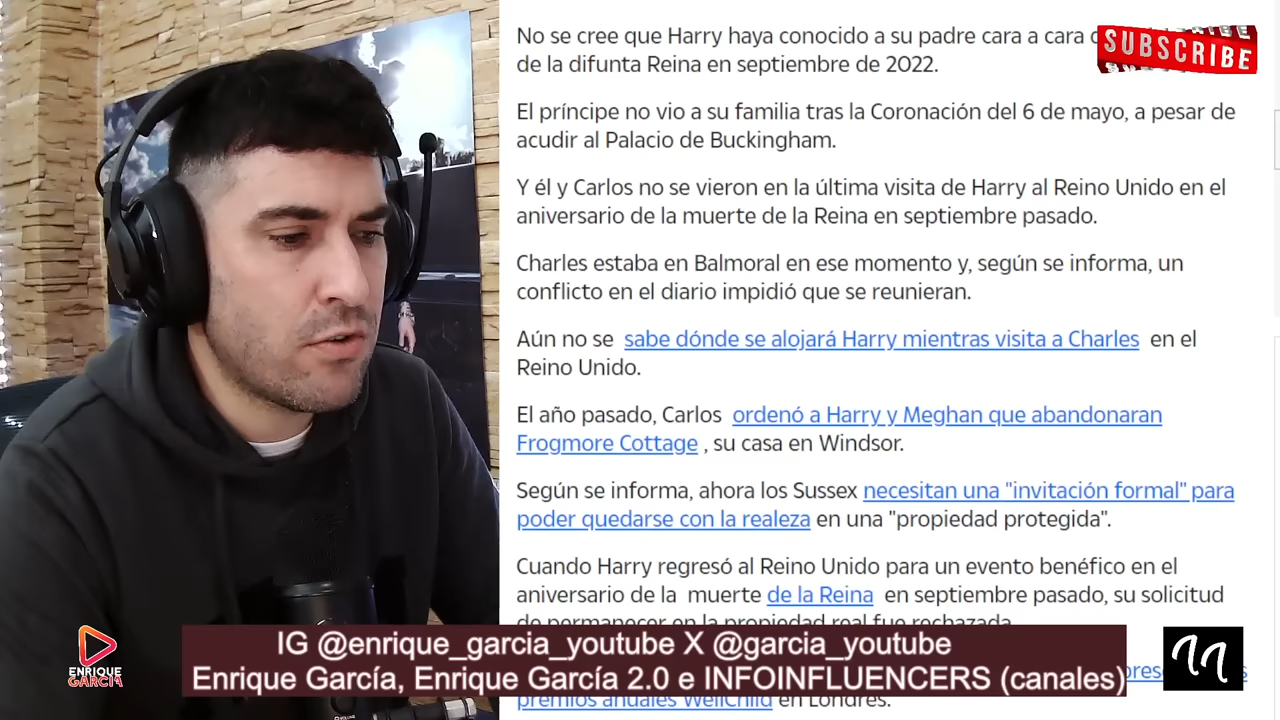 No se cree que Harry haya conocido a su padre cara a cara
SUBSCRIBE
de la difunta Reina en septiembre de 2022.
El príncipe no vio a su familia tras la Coronación del 6 de mayo, a pesar de
acudir al Palacio de Buckingham.
Y él y Carlos no se vieron en la última visita de Harry al Reino Unido en el
aniversario de la muerte de la Reina en septiembre pasado.
Charles estaba en Balmoral en ese momento y, según se informa, un
conflicto en el diario impidió que se reunieran.
Aún no se sabe dónde se alojará Harry mientras visita a Charles en el
Reino Unido.
El año pasado, Carlos ordenó a Harry y Meghan que abandonaran
Frogmore Cottage , su casa en Windsor.
Según se informa, ahora los Sussex necesitan una "invitación formal" para
poder quedarse con la realeza en una "propiedad protegida".
Cuando Harry regresó al Reino Unido para un evento benéfico en el
aniversario de la muerte de la Reina en septiembre pasado, su solicitud
de permanecer en la propiedad real fue rechazada.
IG @enrique_garcia_youtube X @garcia_youtube
Enrique García, Enrique García 2.0 e INFOINFLUENCERS (canales)
premios anuales WellChild en Londres.
ENRIQUE
GARCÍA